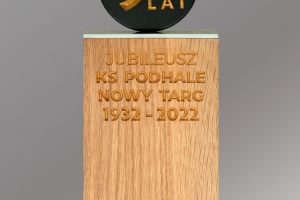 LAT
JUBILEUSZ
KS PODHALE
NOWY TARG
1932 - 2022